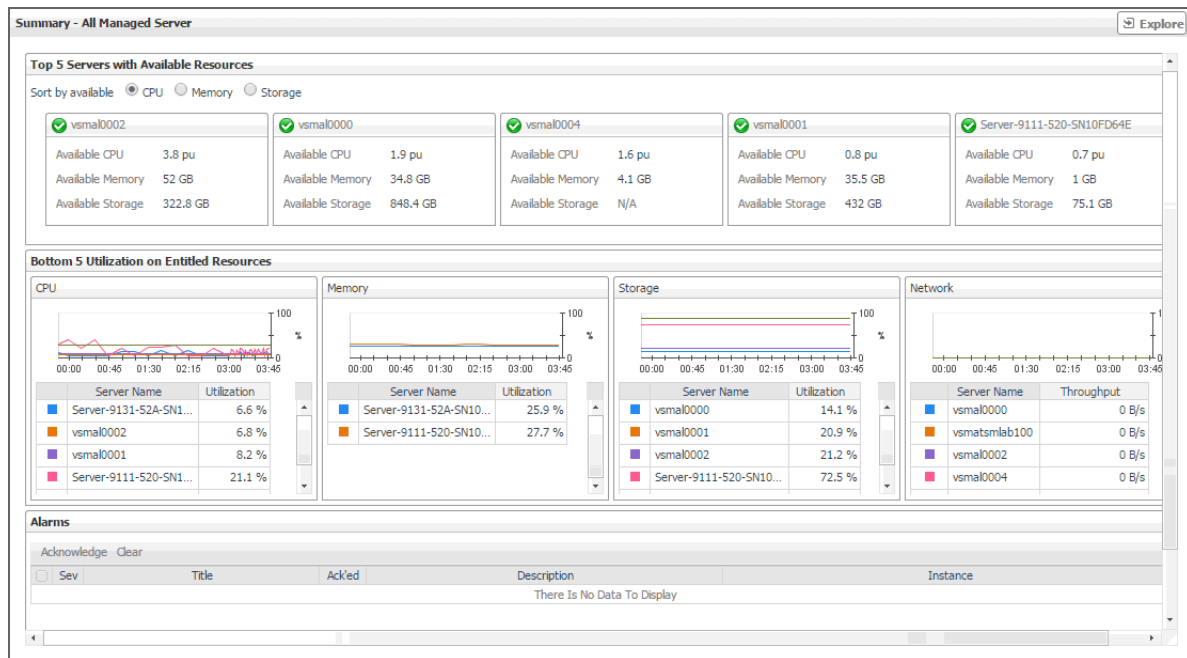 Summary - All Managed Server
Explore
Top 5 Servers with Available Resources
Sort by available CPU Memory Storage
vsmal0002
Available CPU 3.8 pu
Available Memory 52 GB
Available Storage 322.8 GB
vsmal0000
Available CPU 1.9 pu
Available Memory 34.8 GB
Available Storage 848.4 GB
vsmal0004
Available CPU 1.6 pu
Available Memory 4.1 GB
Available Storage N/A
vsmal0001
Available CPU 0.8 pu
Available Memory 35.5 GB
Available Storage 432 GB
Server-9111-520-SN10FD64E
Available CPU 0.7 pu
Available Memory 1 GB
Available Storage 75.1 GB
Bottom 5 Utilization on Entitled Resources
CPU
100
%
0
00:00 00:45 01:30 02:15 03:00 03:45
Server Name Utilization
Server-9131-52A-SN1... 6.6 %
vsmal0002 6.8 %
vsmal0001 8.2 %
Server-9111-520-SN1... 21.1 %
Memory
100
%
0
00:00 00:45 01:30 02:15 03:00 03:45
Server Name Utilization
Server-9131-52A-SN10... 25.9 %
Server-9111-520-SN10... 27.7 %
Storage
100
%
0
00:00 00:45 01:30 02:15 03:00 03:45
Server Name Utilization
vsmal0000 14.1 %
vsmal0001 20.9 %
vsmal0002 21.2 %
Server-9111-520-SN10... 72.5 %
Network
1
0
00:00 00:45 01:30 02:15 03:00 03:45
Server Name Throughput
vsmal0000 0 B/s
vsmatsmlab100 0 B/s
vsmal0002 0 B/s
vsmal0004 0 B/s
Alarms
Acknowledge Clear
Sev Title Ack'ed Description Instance
There Is No Data To Display